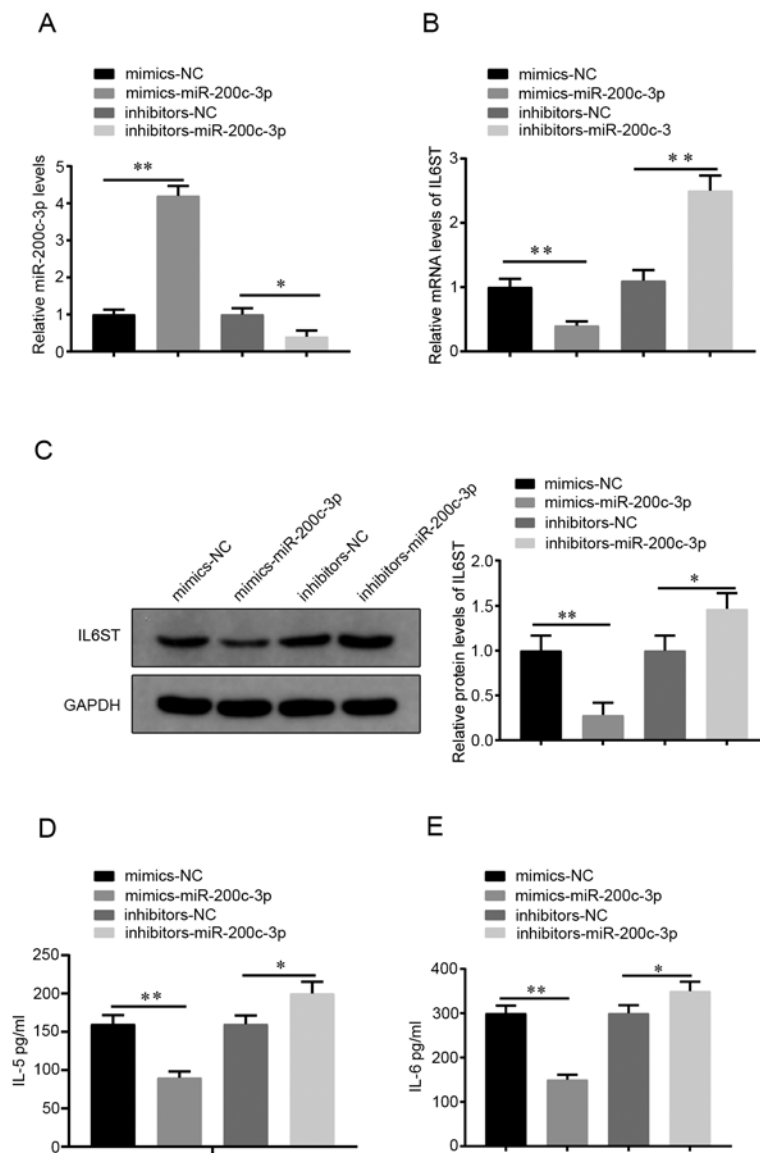 A
mimics-NC
mimics-miR-200c-3p
inhibitors-NC
inhibitors-miR-200c-3p
Relative miR-200c-3p levels
5
4
2
1
0
**
*
B
mimics-NC
mimics-miR-200c-3p
inhibitors-NC
inhibitors-miR-200c-3
Relative mRNA levels of IL6ST
3
2.0
1
0
**
**
C
mimics-NC
mimics-miR-200c-3p
inhibitors-NC
inhibitors-miR-200c-3p
IL6ST
GAPDH
mimics-NC
mimics-miR-200c-3p
inhibitors-NC
inhibitors-miR-200c-3p
Relative protein levels of IL6ST
2.0
1.5
1.0
0.5
0.0
**
*
D
mimics-NC
mimics-miR-200c-3p
inhibitors-NC
inhibitors-miR-200c-3p
IL-5 pg/ml
250
200
150
100
50
0
**
*
E
mimics-NC
mimics-miR-200c-3p
inhibitors-NC
inhibitors-miR-200c-3p
IL-6 pg/ml
400
300
200
100
0
**
*